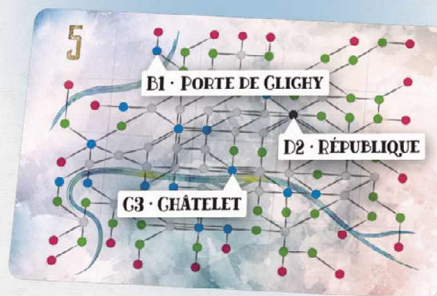 5
B1 · PORTE DE CLICHY
D2 · RÉPUBLIQUE
C3 · CHÂTELET